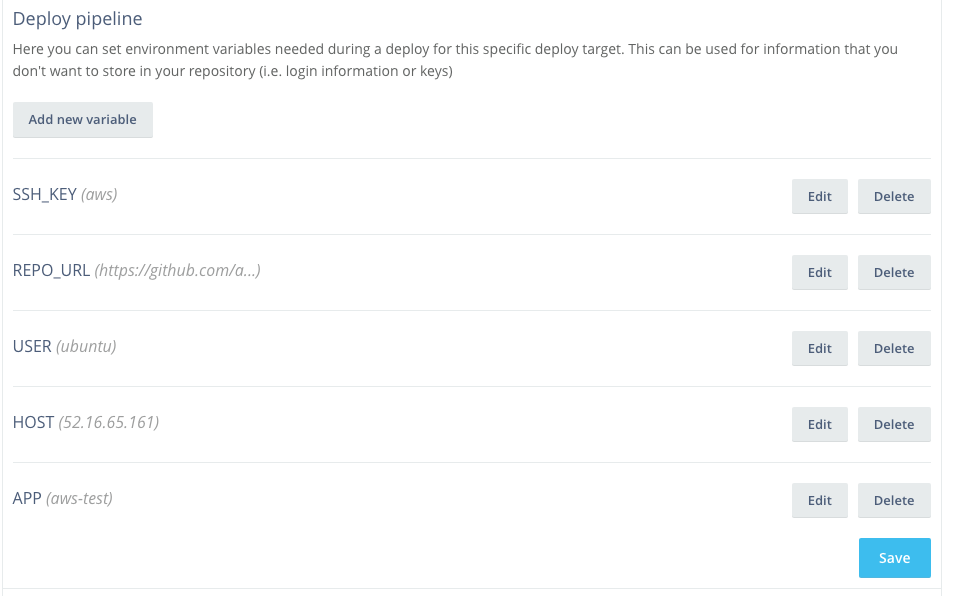 Deploy pipeline
Here you can set environment variables needed during a deploy for this specific deploy target. This can be used for information that you
don't want to store in your repository (i.e. login information or keys)
Add new variable
SSH_KEY (aws) Edit Delete
REPO_URL (https://github.com/a...) Edit Delete
USER (ubuntu) Edit Delete
HOST (52.16.65.161) Edit Delete
APP (aws-test) Edit Delete
Save